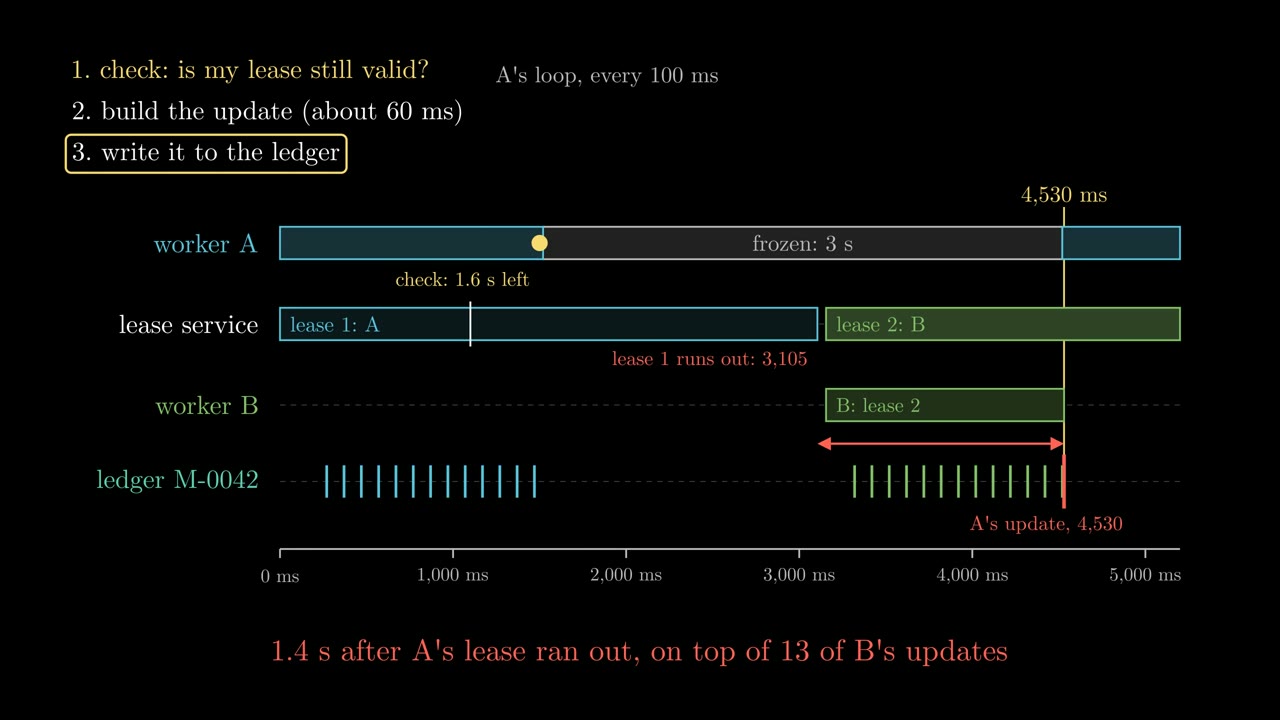 1. check: is my lease still valid?
A's loop, every 100 ms
2. build the update (about 60 ms)
3. write it to the ledger
4,530 ms
worker A
frozen: 3 s
check: 1.6 s left
lease service
lease 1: A
lease 2: B
lease 1 runs out: 3,105
worker B
B: lease 2
ledger M-0042
A's update, 4,530
0 ms
1,000 ms
2,000 ms
3,000 ms
4,000 ms
5,000 ms
1.4 s after A's lease ran out, on top of 13 of B's updates